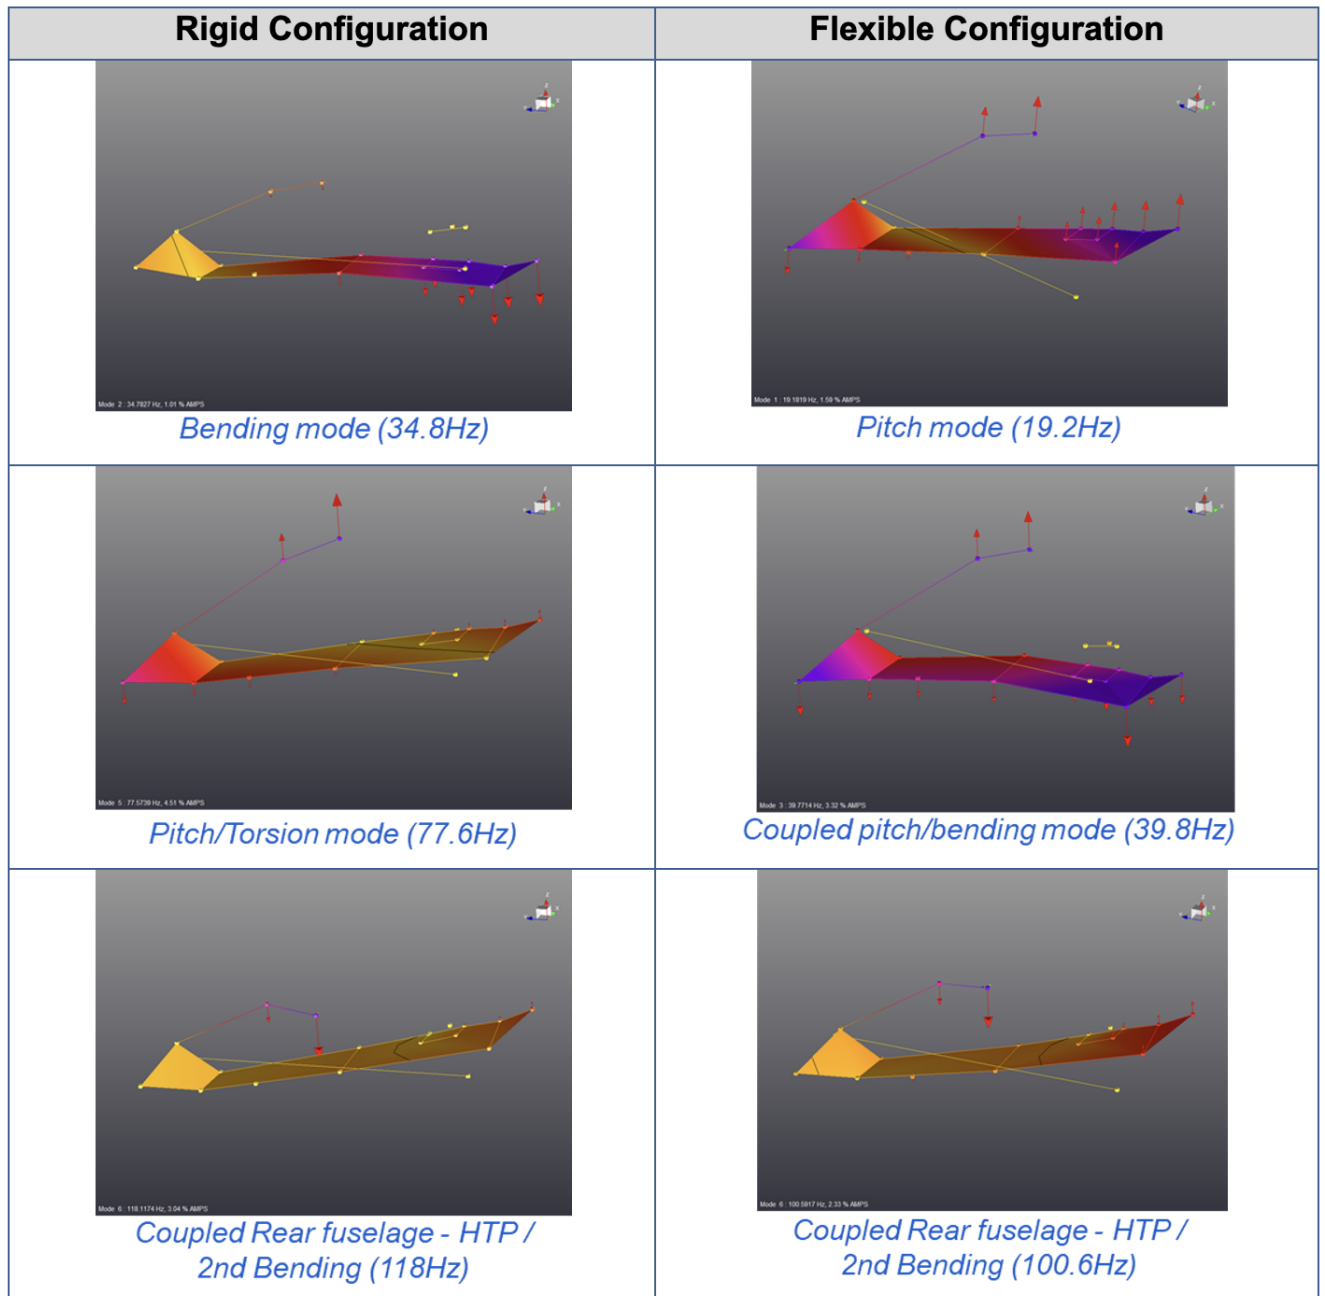 Rigid Configuration
Flexible Configuration
Mode 2 : 34.7827 Hz, 1.01 % AMPS
Mode 1 : 19.1819 Hz, 1.59 % AMPS
Bending mode (34.8Hz)
Pitch mode (19.2Hz)
Mode 5 : 77.5739 Hz, 4.51 % AMPS
Mode 3 : 39.7714 Hz, 3.32 % AMPS
Pitch/Torsion mode (77.6Hz)
Coupled pitch/bending mode (39.8Hz)
Mode 6 : 118.1174 Hz, 3.04 % AMPS
Mode 6 : 100.5917 Hz, 2.33 % AMPS
Coupled Rear fuselage - HTP /
2nd Bending (118Hz)
Coupled Rear fuselage - HTP /
2nd Bending (100.6Hz)